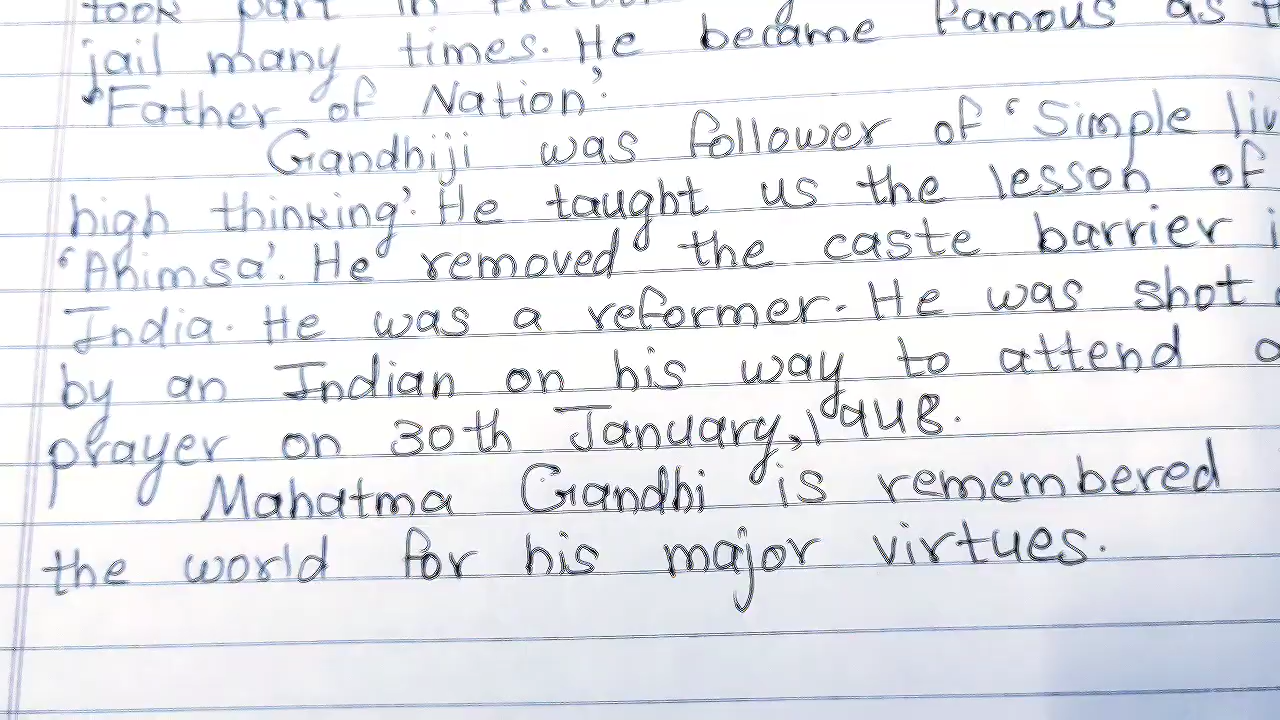 took part in
jail many times. He became famous as
'Father of Nation'.
Gandhiji was follower of 'Simple
high thinking'. He taught us the lesson of
'Ahimsa'. He removed the caste barrier
India. He was a reformer. He was shot
by an Indian on his way to attend
prayer on 30th January, 1948.
Mahatma Gandhi is remembered
the world for his major virtues.